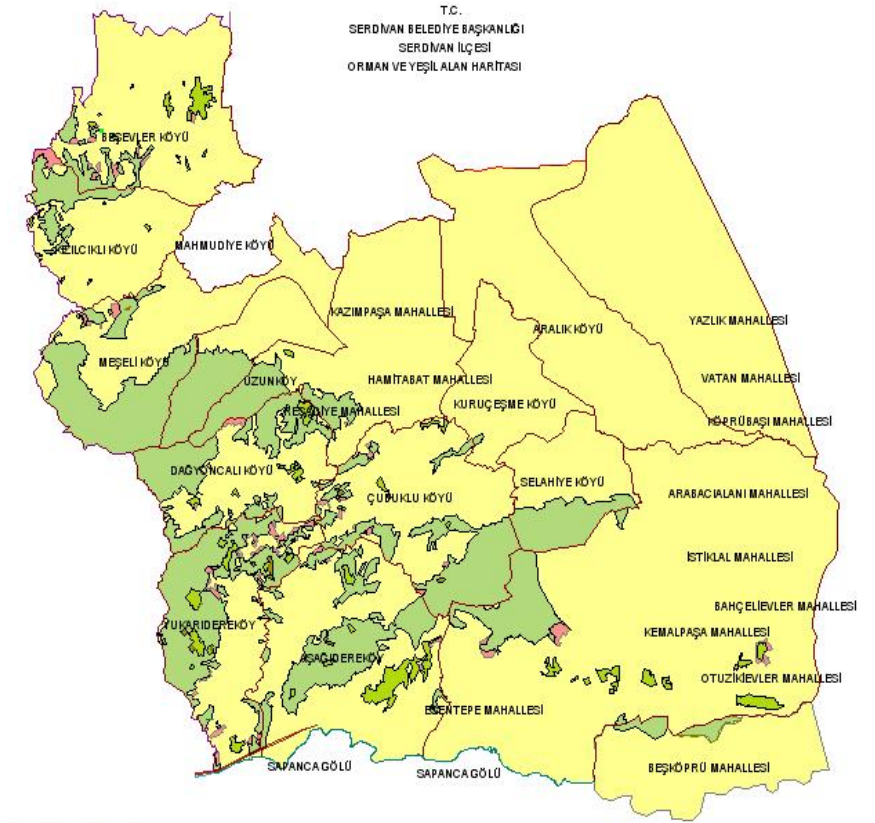 T.C.
SERDİVAN BELEDİYE BAŞKANLIĞI
SERDİVAN İLÇESİ
ORMAN VE YEŞİL ALAN HARİTASI
BEŞEVLER KÖYÜ
KIZILCIKLI KÖYÜ
MAHMUDİYE KÖYÜ
KAZIMPAŞA MAHALLESİ
YAZLIK MAHALLESİ
ARALIK KÖYÜ
MEŞELİ KÖYÜ
UZUNKÖY
HAMİTABAT MAHALLESİ
VATAN MAHALLESİ
REŞADİYE MAHALLESİ
KURUÇEŞME KÖYÜ
KÖPRÜBAŞI MAHALLESİ
DAĞYONCALI KÖYÜ
SELAHİYE KÖYÜ
ÇUBUKLU KÖYÜ
ARABACIALANI MAHALLESİ
İSTİKLAL MAHALLESİ
BAHÇELİEVLER MAHALLESİ
YUKARIDEREKÖY
KEMALPAŞA MAHALLESİ
AŞAĞIDEREKÖY
OTUZİKİEVLER MAHALLESİ
ESENTEPE MAHALLESİ
SAPANCA GÖLÜ
SAPANCA GÖLÜ
BEŞKÖPRÜ MAHALLESİ